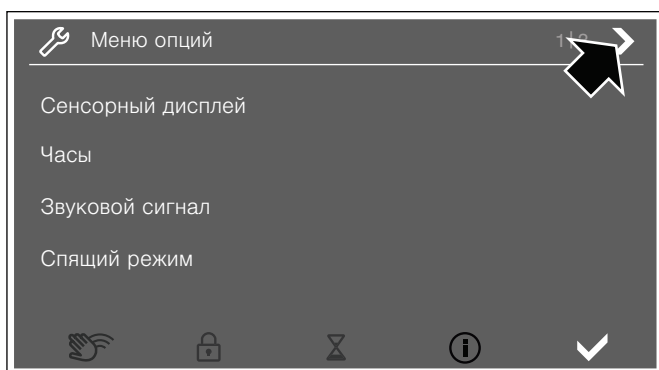 Меню опций
Сенсорный дисплей
Часы
Звуковой сигнал
Спящий режим